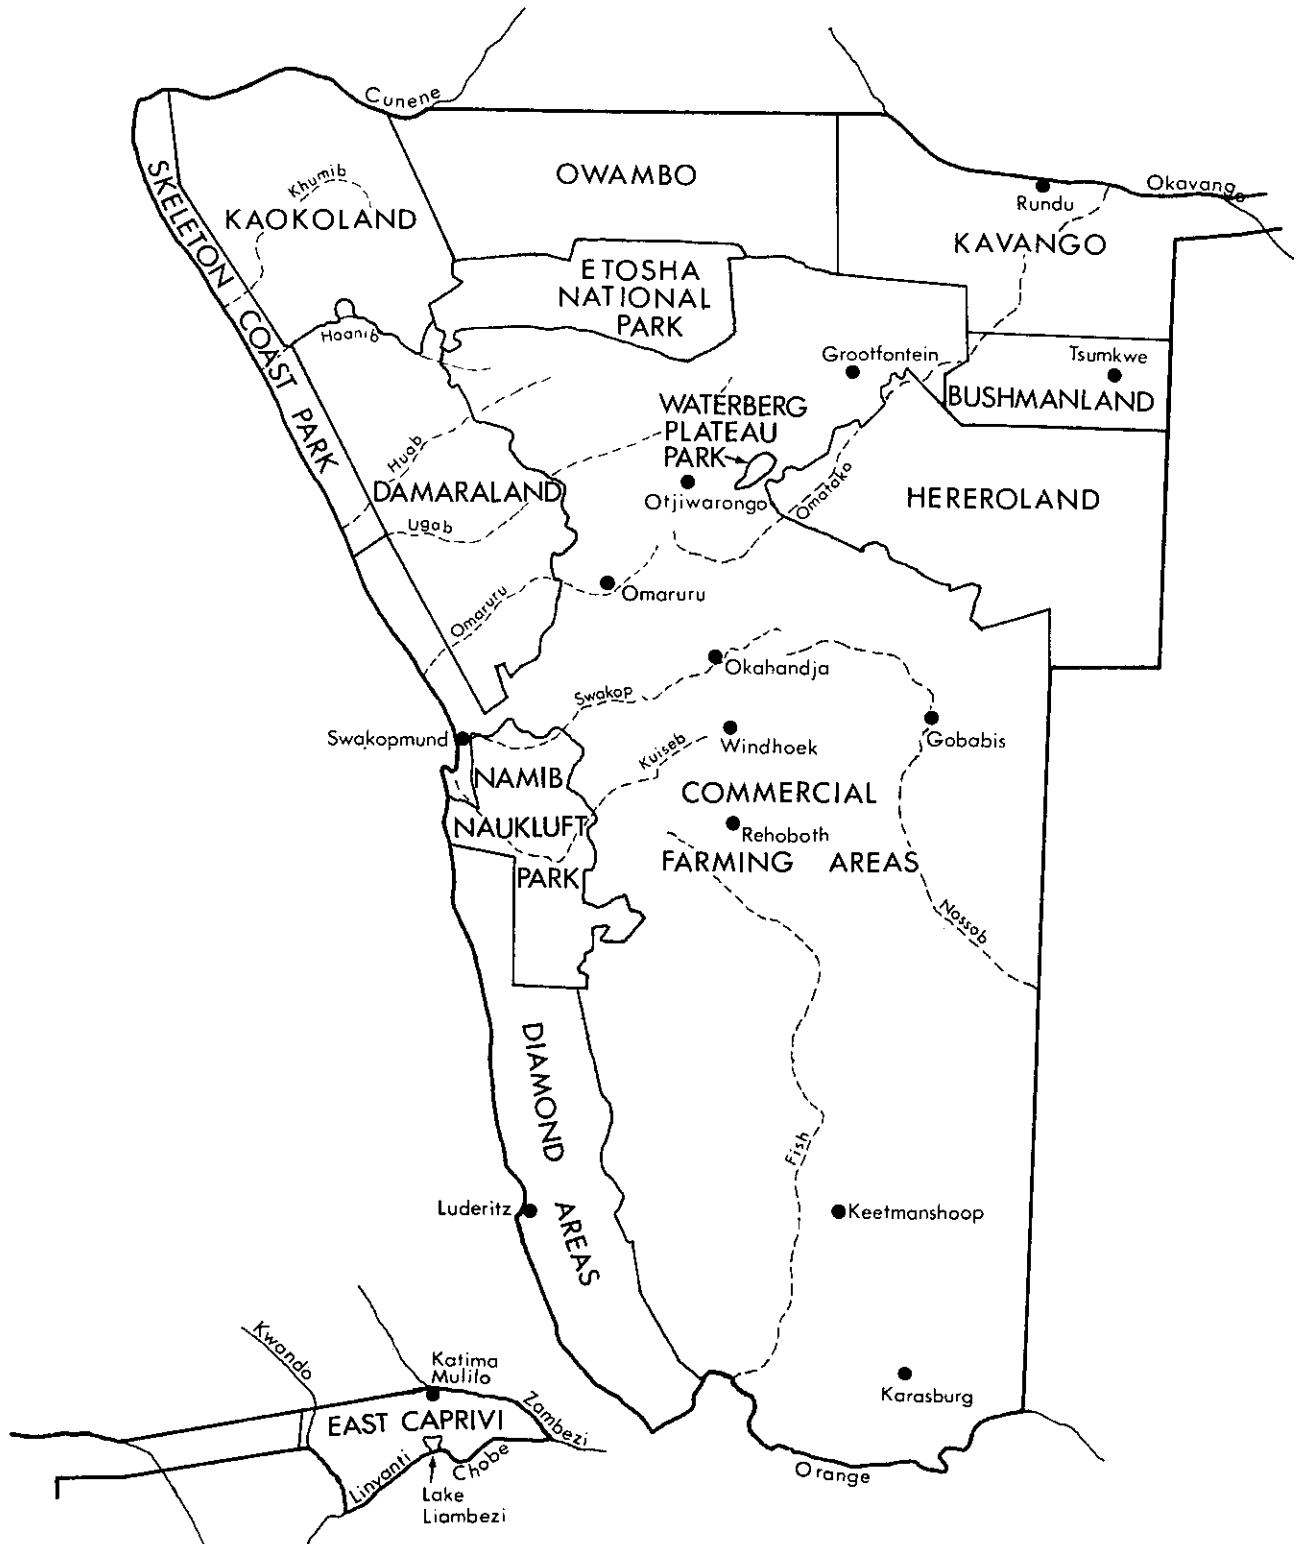 Cunene
OWAMBO
Okavango
Rundu
KAVANGO
SKELETON COAST PARK
Khumib
KAOKOLAND
ETOSHA
NATIONAL
PARK
Hoanib
Grootfontein
Tsumkwe
BUSHMANLAND
WATERBERG
PLATEAU
PARK
Huab
DAMARALAND
Otjiwarongo
Omatako
HEREROLAND
Ugab
Omaruru
Omaruru
Okahandja
Swakop
Swakopmund
Kuiseb
Windhoek
Gobabis
NAMIB
NAUKLUFT
PARK
COMMERCIAL
Rehoboth
FARMING AREAS
Nossob
DIAMOND
AREAS
Fish
Luderitz
Keetmanshoop
Karasburg
Orange
Kwando
Katima
Mulilo
Zambezi
EAST CAPRIVI
Linyanti
Chobe
Lake
Liambezi